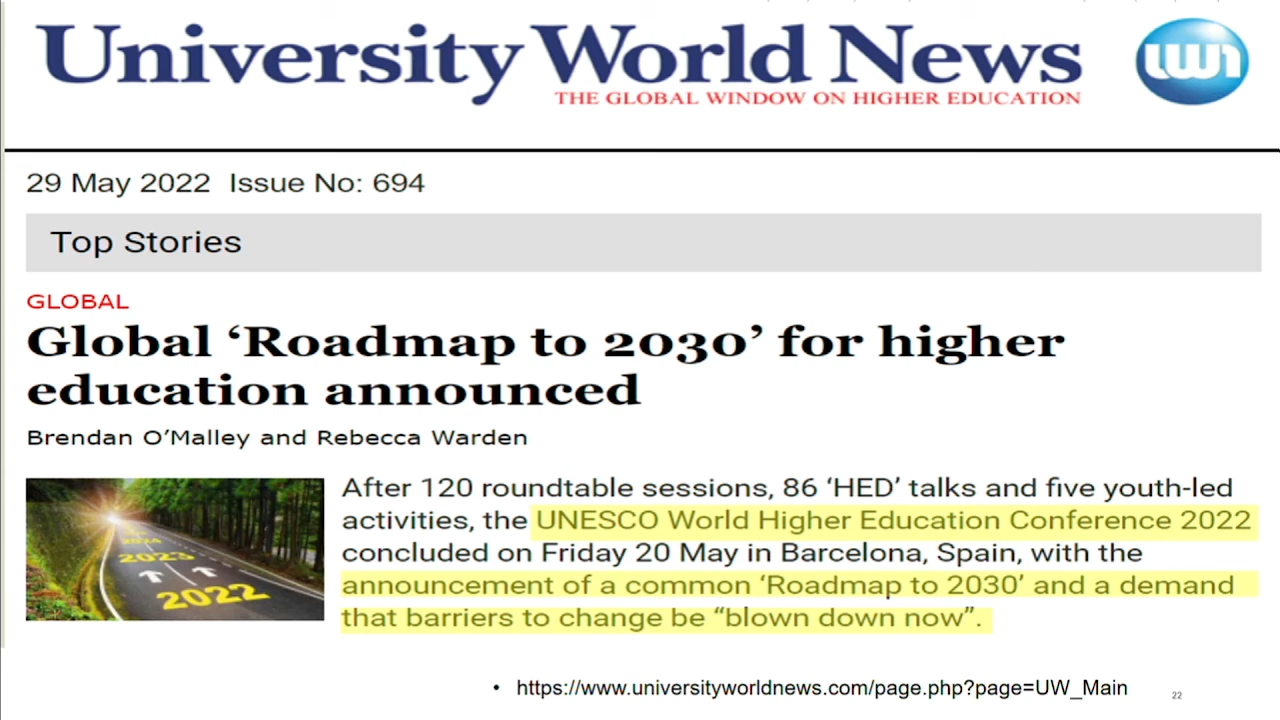 University World News
THE GLOBAL WINDOW ON HIGHER EDUCATION
uwn
29 May 2022 Issue No: 694
Top Stories
GLOBAL
Global ‘Roadmap to 2030’ for higher
education announced
Brendan O’Malley and Rebecca Warden
2024
2023
2022
After 120 roundtable sessions, 86 ‘HED’ talks and five youth-led
activities, the UNESCO World Higher Education Conference 2022
concluded on Friday 20 May in Barcelona, Spain, with the
announcement of a common ‘Roadmap to 2030’ and a demand
that barriers to change be “blown down now”.
• https://www.universityworldnews.com/page.php?page=UW_Main
22